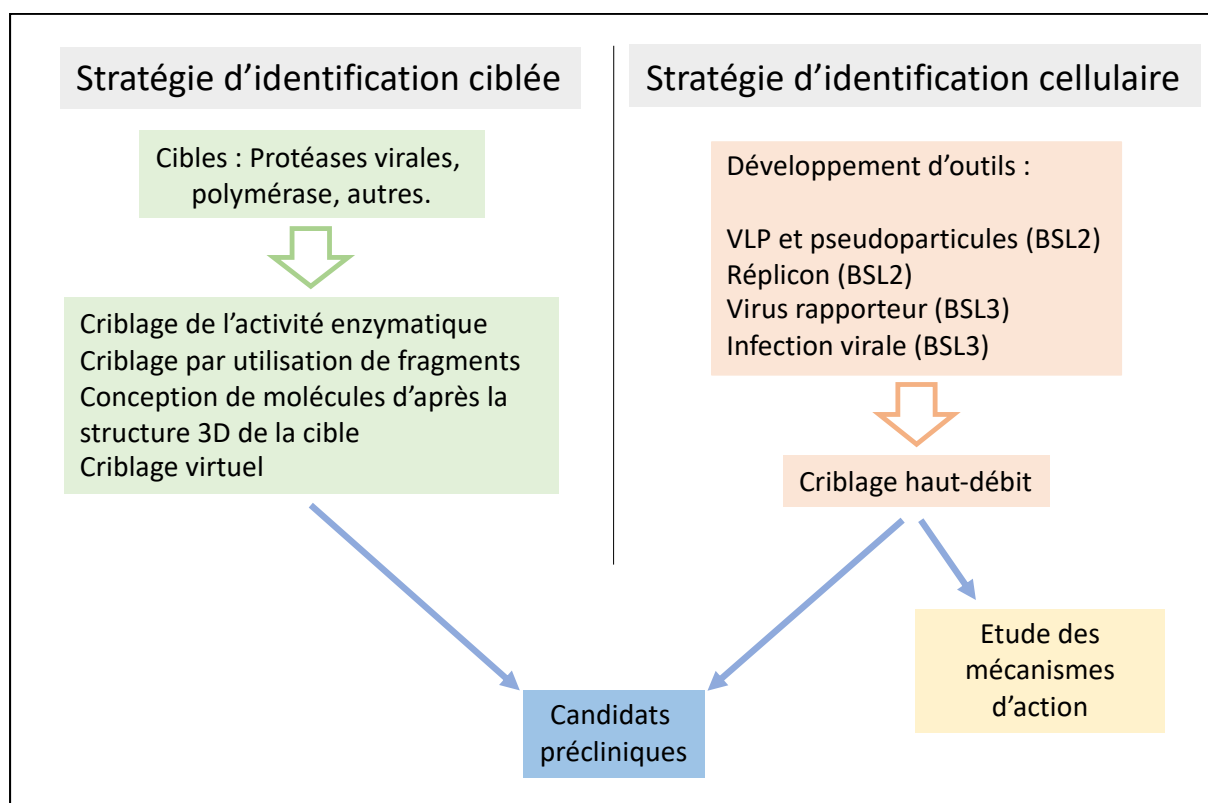 Stratégie d'identification ciblée
Cibles : Protéases virales,
polymérase, autres.
Criblage de l'activité enzymatique
Criblage par utilisation de fragments
Conception de molécules d'après la
structure 3D de la cible
Criblage virtuel
Stratégie d'identification cellulaire
Développement d'outils :
VLP et pseudoparticules (BSL2)
Réplicon (BSL2)
Virus rapporteur (BSL3)
Infection virale (BSL3)
Criblage haut-débit
Etude des
mécanismes
d'action
Candidats
précliniques